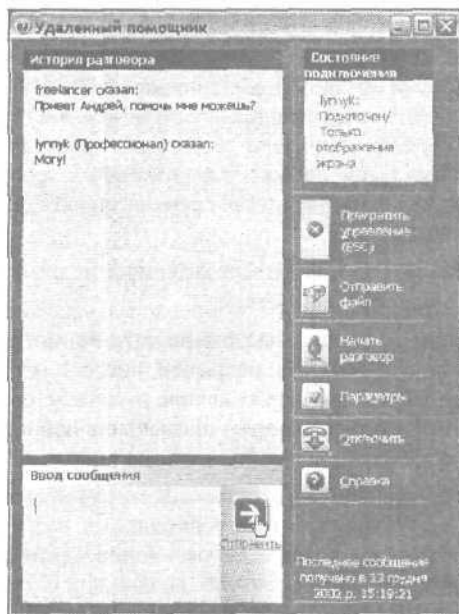 Удаленный помощник
История разговора
freelancer сказал:
Привет Андрей, помочь мне можешь?
lynnyk (Профессионал) сказал:
Могу!
Ввод сообщения
Отправить
Состояние
подключения
lynnyk:
Подключен/
Только
отображение
экрана
Прекратить
управление
(ESC)
Отправить
файл
Начать
разговор
Параметры
Отключить
Справка
Последнее сообщение
получено в 13 грудня
2002 р. 15:19:21